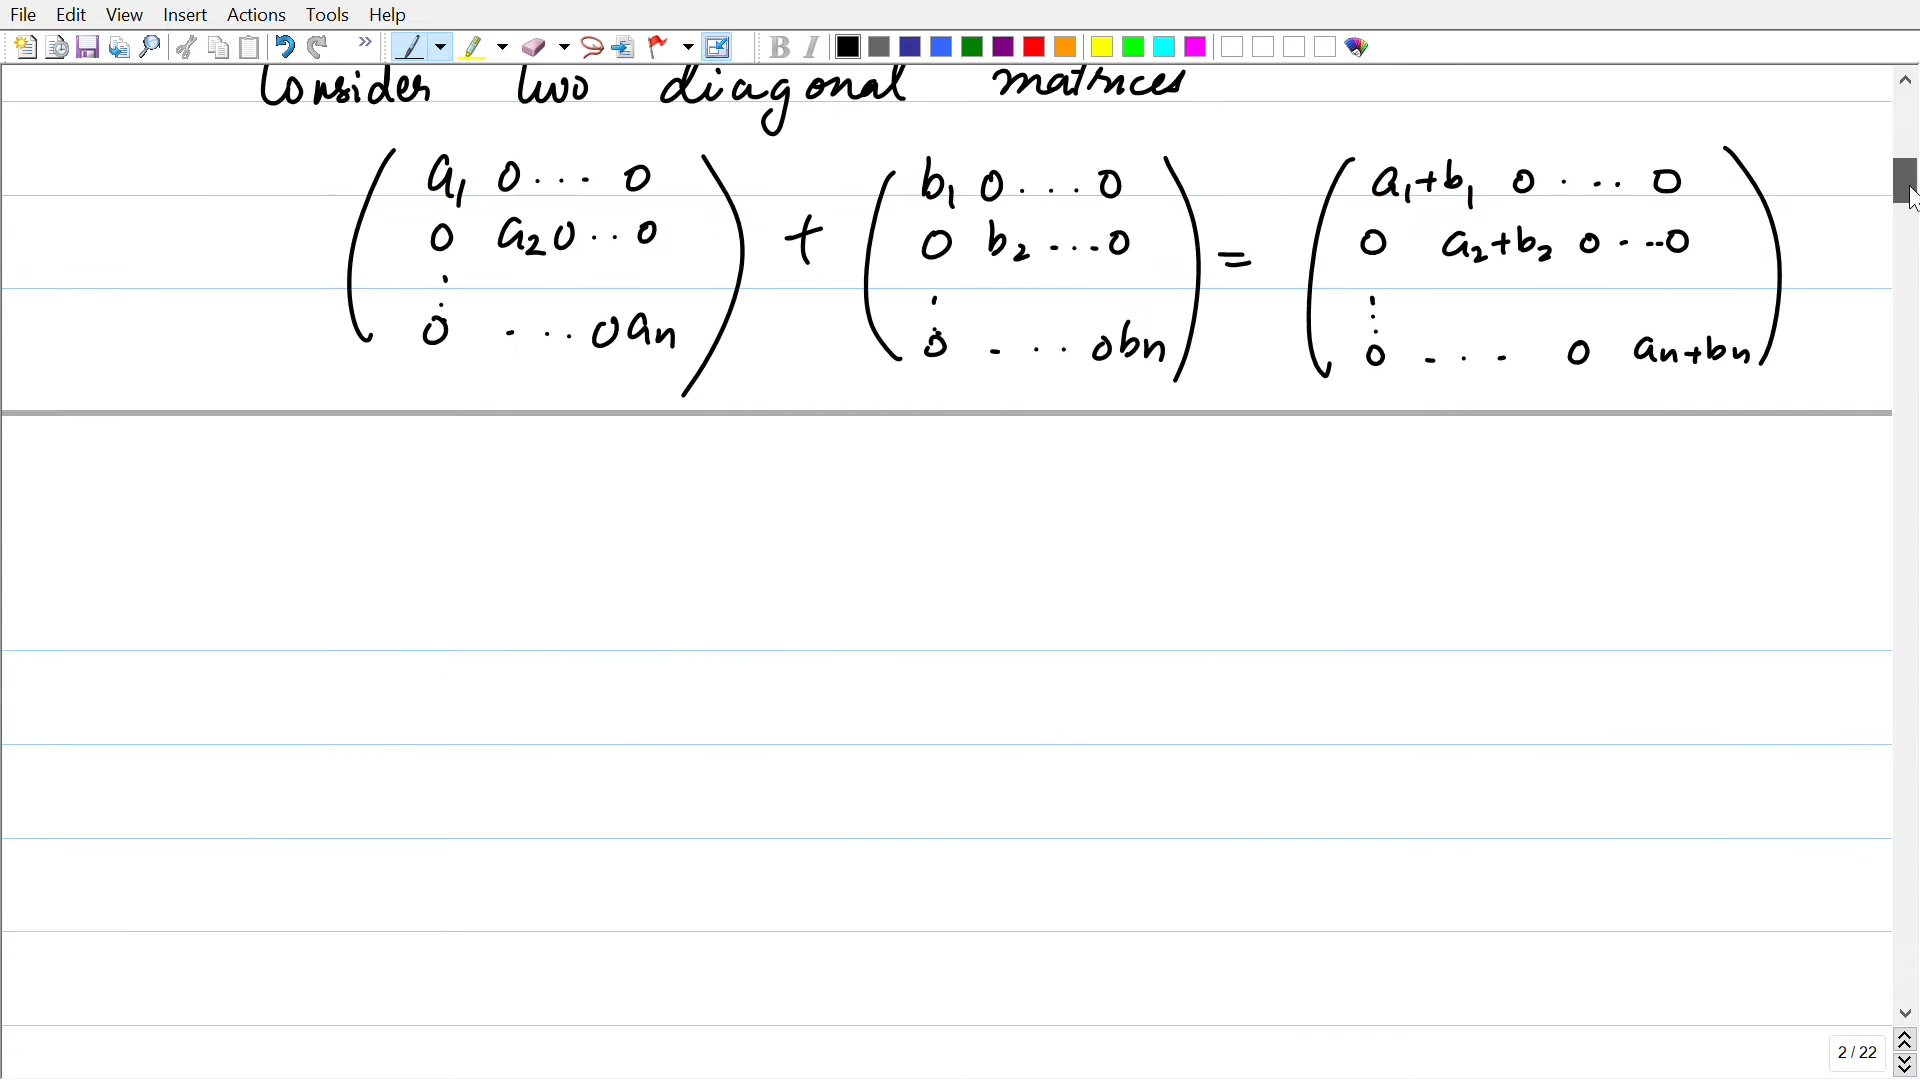 File Edit View Insert Actions Tools Help
» B I
Consider two diagonal matrices
( a₁ 0 . . . 0 ) ( b₁ 0 . . . 0 ) ( a₁+b₁ 0 . . . 0 )
0 a₂ 0 . . 0 + 0 b₂ . . . 0 = 0 a₂+b₂ 0 . . . 0
: : :
0 . . . 0 an 0 . . . 0 bn 0 . . . 0 an+bn
2 / 22